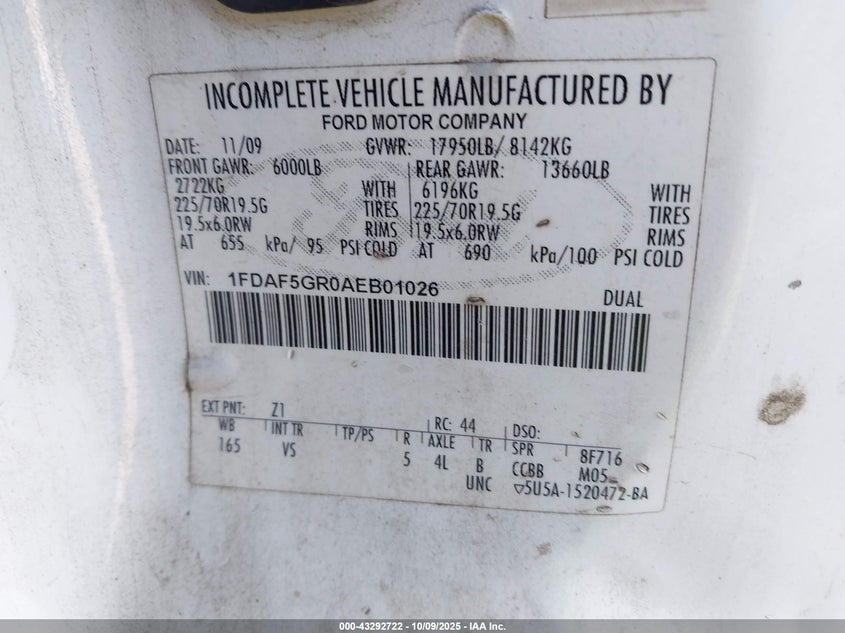 INCOMPLETE VEHICLE MANUFACTURED BY
FORD MOTOR COMPANY
DATE: 11/09 GVWR: 17950LB/ 8142KG
FRONT GAWR: 6000LB REAR GAWR: 13660LB
2722KG WITH 6196KG WITH
225/70R19.5G TIRES 225/70R19.5G TIRES
19.5x6.0RW RIMS 19.5x6.0RW RIMS
AT 655 kPa/ 95 PSI COLD AT 690 kPa/100 PSI COLD
VIN: 1FDAF5GR0AEB01026 DUAL
EXT PNT: Z1 RC: 44 DSO:
WB INT TR TP/PS R AXLE TR SPR 8F716
165 VS 5 4L B CCBB M05
UNC ▽5U5A-1520472-BA
000-43292722 - 10/09/2025 - IAA Inc.